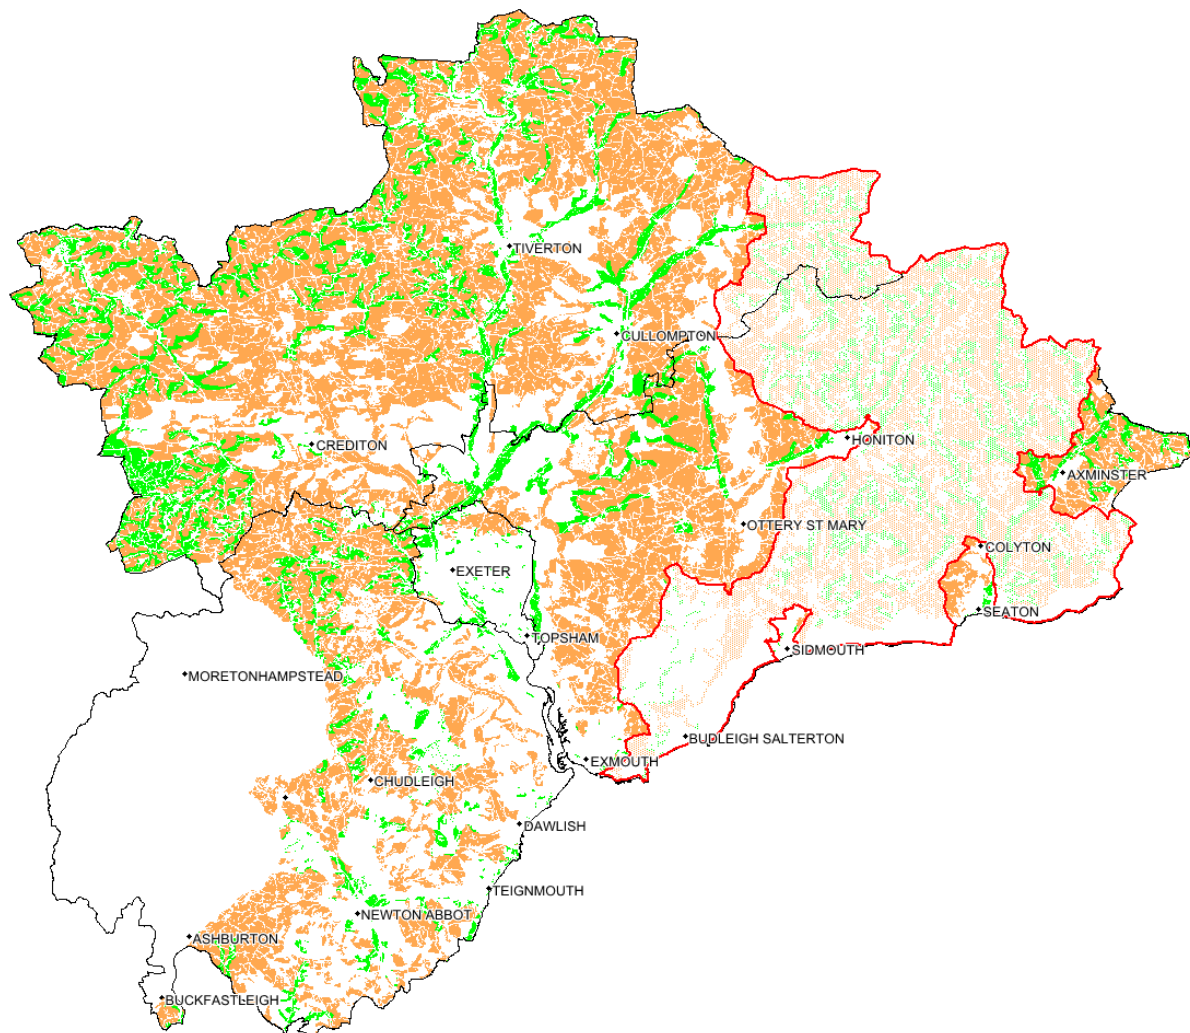 TIVERTON
CULLOMPTON
CREDITON
HONITON
AXMINSTER
OTTERY ST MARY
COLYTON
EXETER
SEATON
TOPSHAM
SIDMOUTH
MORETONHAMPSTEAD
BUDLEIGH SALTERTON
EXMOUTH
CHUDLEIGH
DAWLISH
TEIGNMOUTH
NEWTON ABBOT
ASHBURTON
BUCKFASTLEIGH